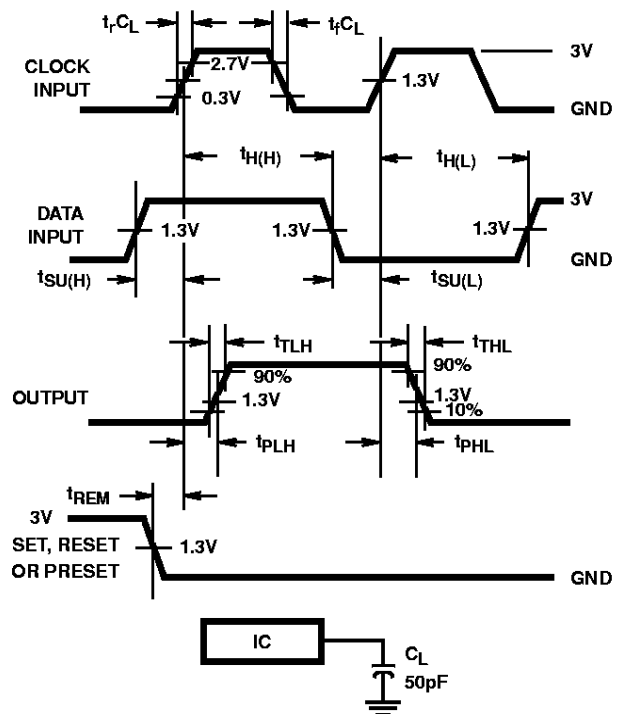 trCL
tfCL
CLOCK
INPUT
2.7V
0.3V
1.3V
3V
GND
tH(H)
tH(L)
DATA
INPUT
1.3V
1.3V
1.3V
3V
GND
tSU(H)
tSU(L)
tTLH
tTHL
OUTPUT
90%
1.3V
90%
1.3V
10%
tPLH
tPHL
tREM
3V
SET, RESET
OR PRESET
1.3V
GND
IC
CL
50pF